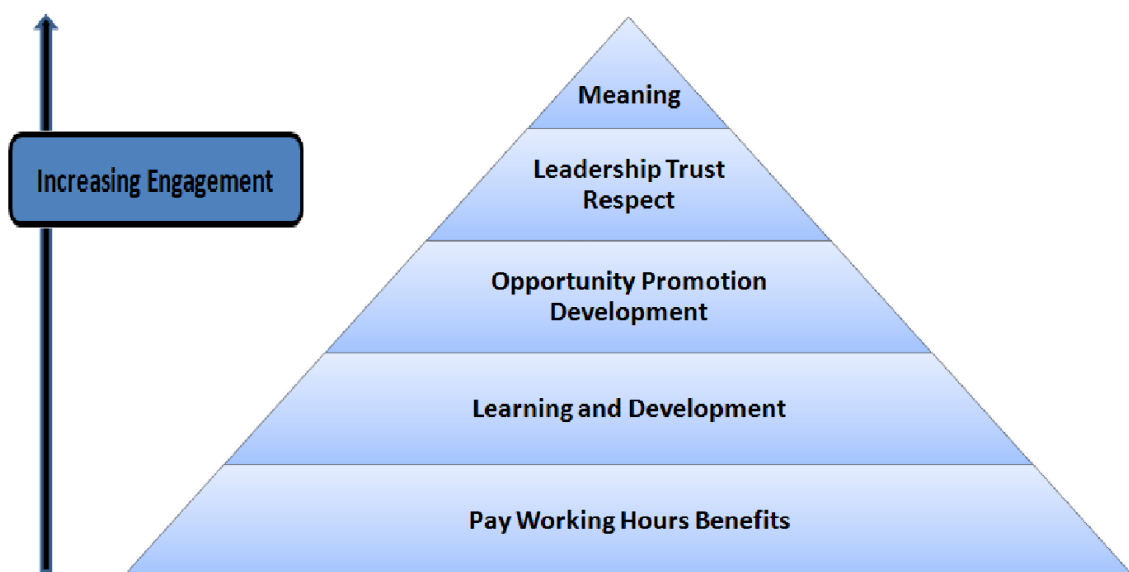 Meaning
Increasing Engagement
Leadership Trust
Respect
Opportunity Promotion
Development
Learning and Development
Pay Working Hours Benefits